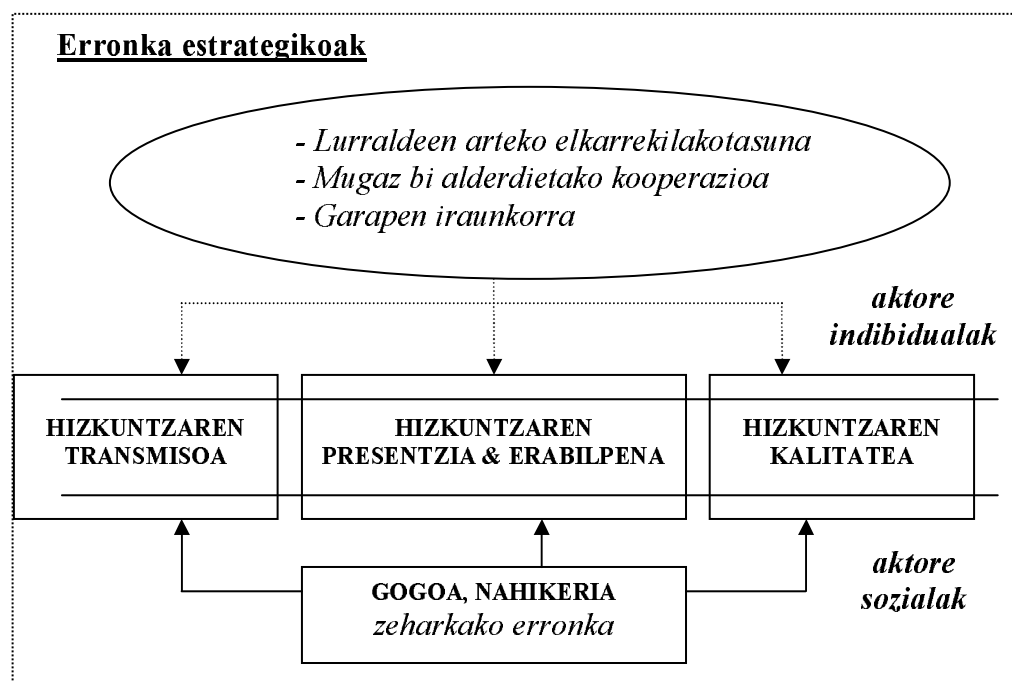 Erronka estrategikoak
- Lurraldeen arteko elkarrekilakotasuna
- Mugaz bi alderdietako kooperazioa
- Garapen iraunkorra
aktore
indibidualak
HIZKUNTZAREN
TRANSMISOA
HIZKUNTZAREN
PRESENTZIA & ERABILPENA
HIZKUNTZAREN
KALITATEA
GOGOA, NAHIKERIA
zeharkako erronka
aktore
sozialak